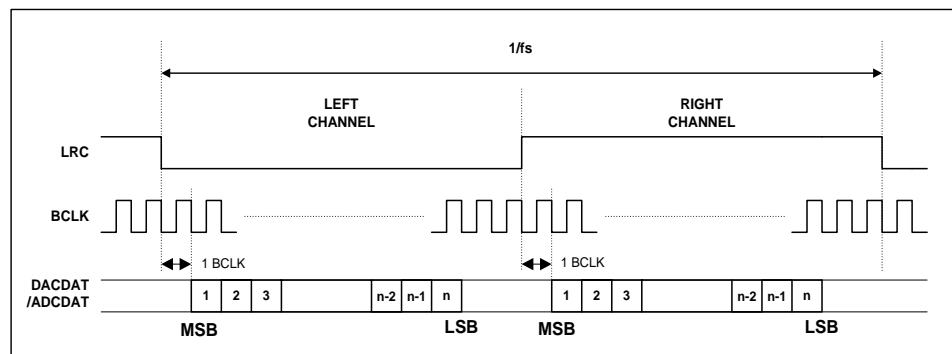 1/fs
LEFT
CHANNEL
RIGHT
CHANNEL
LRC
BCLK
1 BCLK
1 BCLK
DACDAT
/ADCDAT
1 2 3 n-2 n-1 n 1 2 3 n-2 n-1 n
MSB LSB MSB LSB